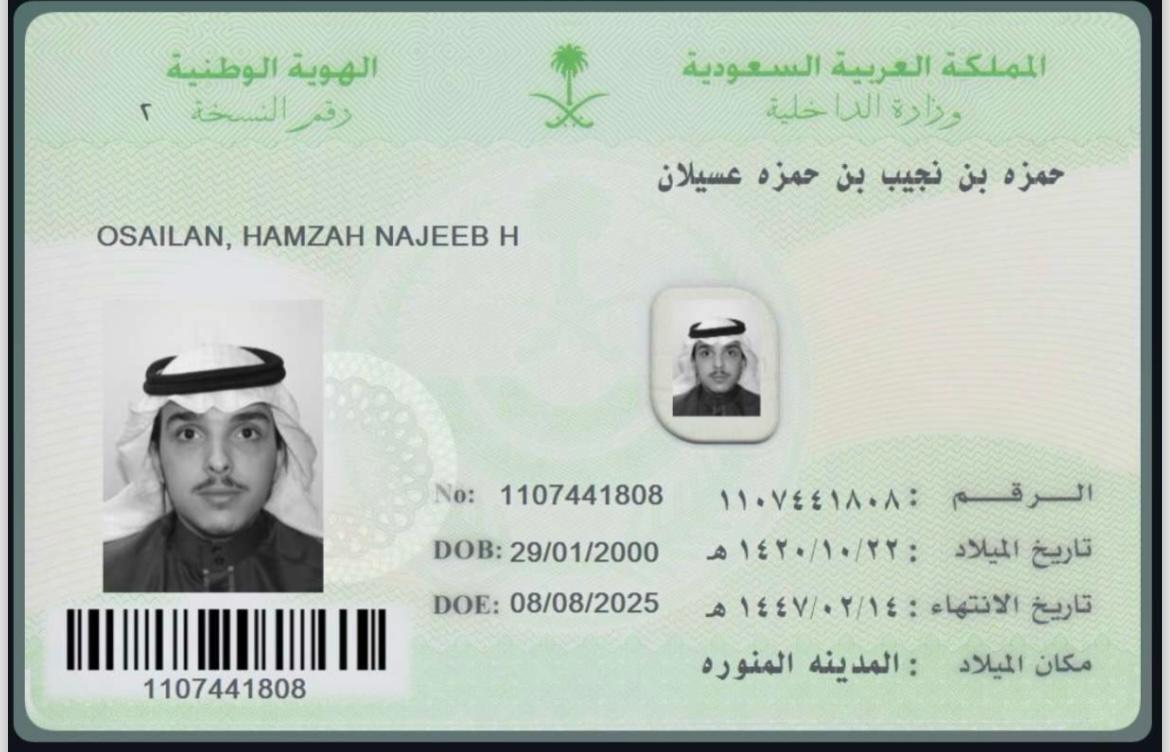 المملكة العربية السعودية
وزارة الداخلية
الهوية الوطنية
رقم النسخة ٢
حمزه بن نجيب بن حمزه عسيلان
OSAILAN, HAMZAH NAJEEB H
الـــرقــــم : ١١٠٧٤٤١٨٠٨ No: 1107441808
تاريخ الميلاد : ١٤٢٠/١٠/٢٢ هـ DOB: 29/01/2000
تاريخ الانتهاء : ١٤٤٧/٠٢/١٤ هـ DOE: 08/08/2025
مكان الميلاد : المدينه المنوره
1107441808